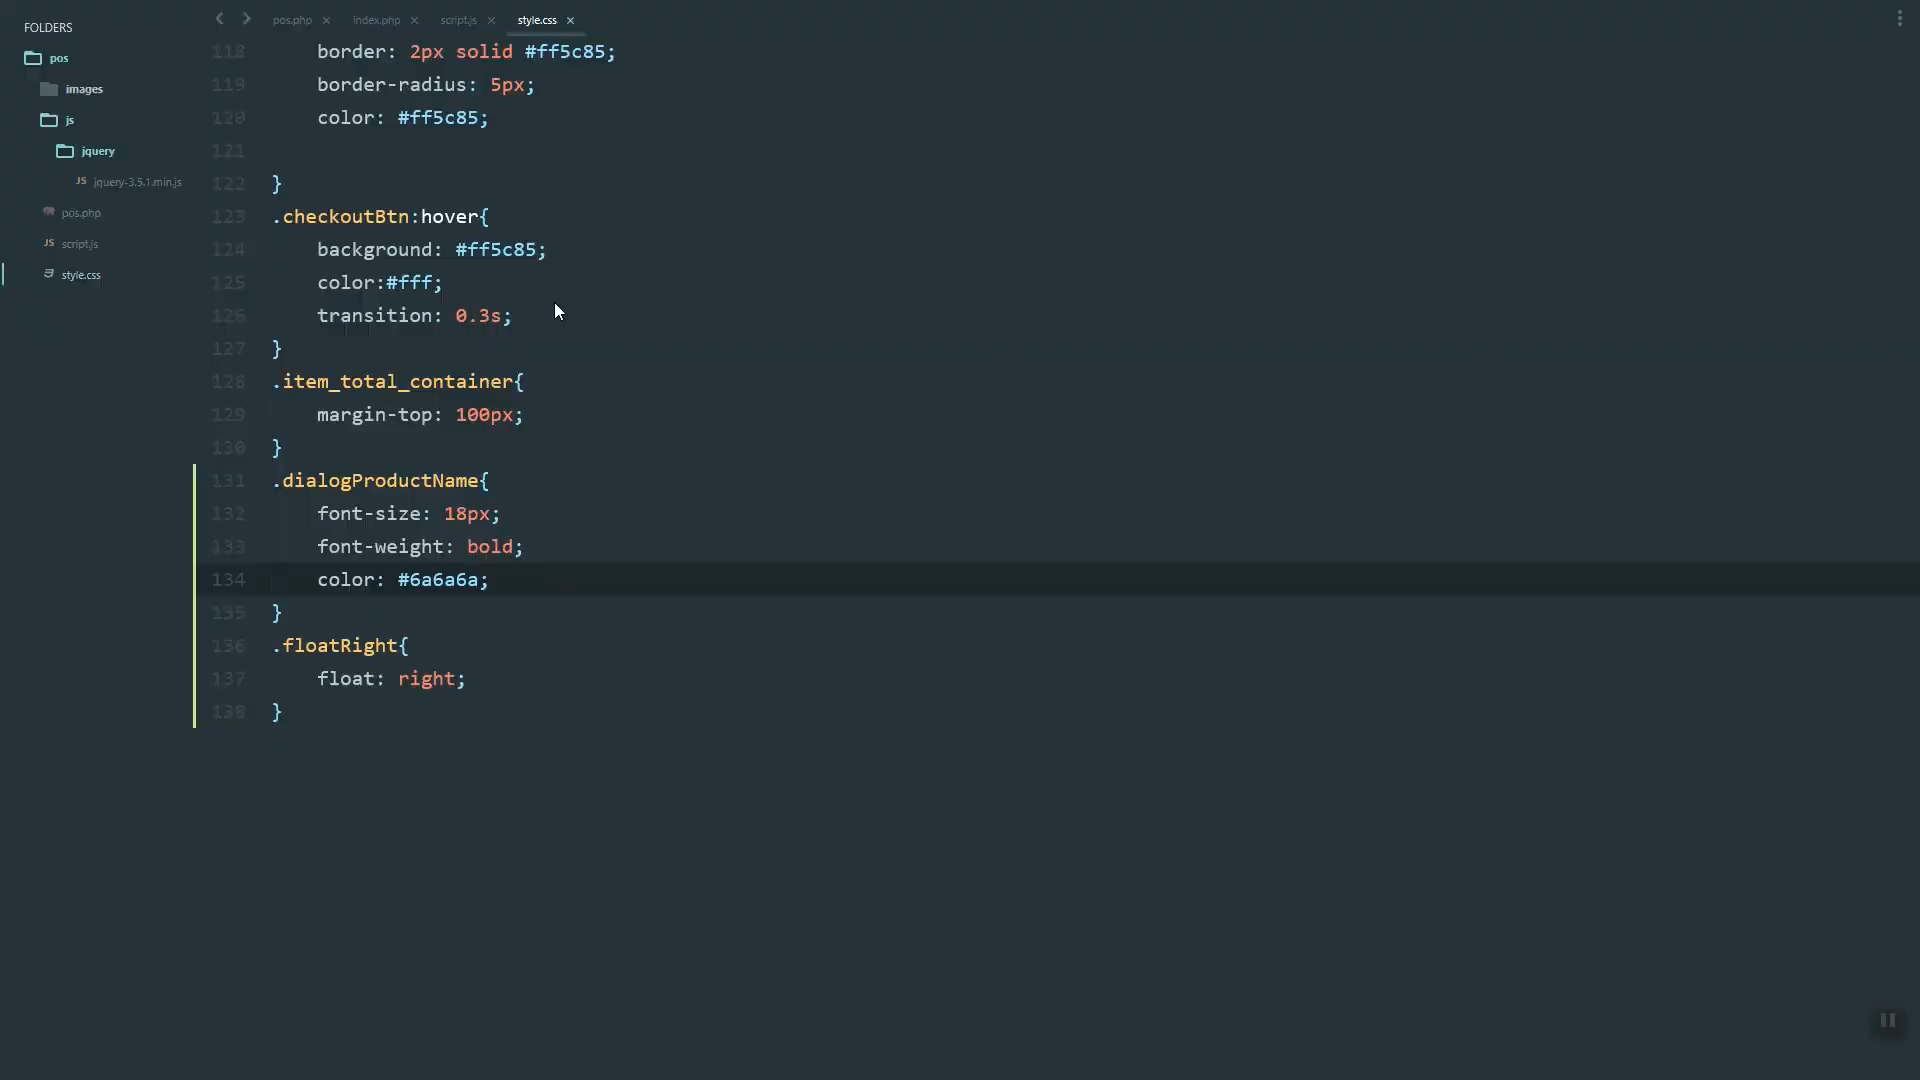 FOLDERS
pos
images
js
jquery
JS jquery-3.5.1.min.js
pos.php
JS script.js
style.css
pos.php × index.php × script.js × style.css ×
118 border: 2px solid #ff5c85;
119 border-radius: 5px;
120 color: #ff5c85;
121
122 }
123 .checkoutBtn:hover{
124 background: #ff5c85;
125 color:#fff;
126 transition: 0.3s;
127 }
128 .item_total_container{
129 margin-top: 100px;
130 }
131 .dialogProductName{
132 font-size: 18px;
133 font-weight: bold;
134 color: #6a6a6a;
135 }
136 .floatRight{
137 float: right;
138 }